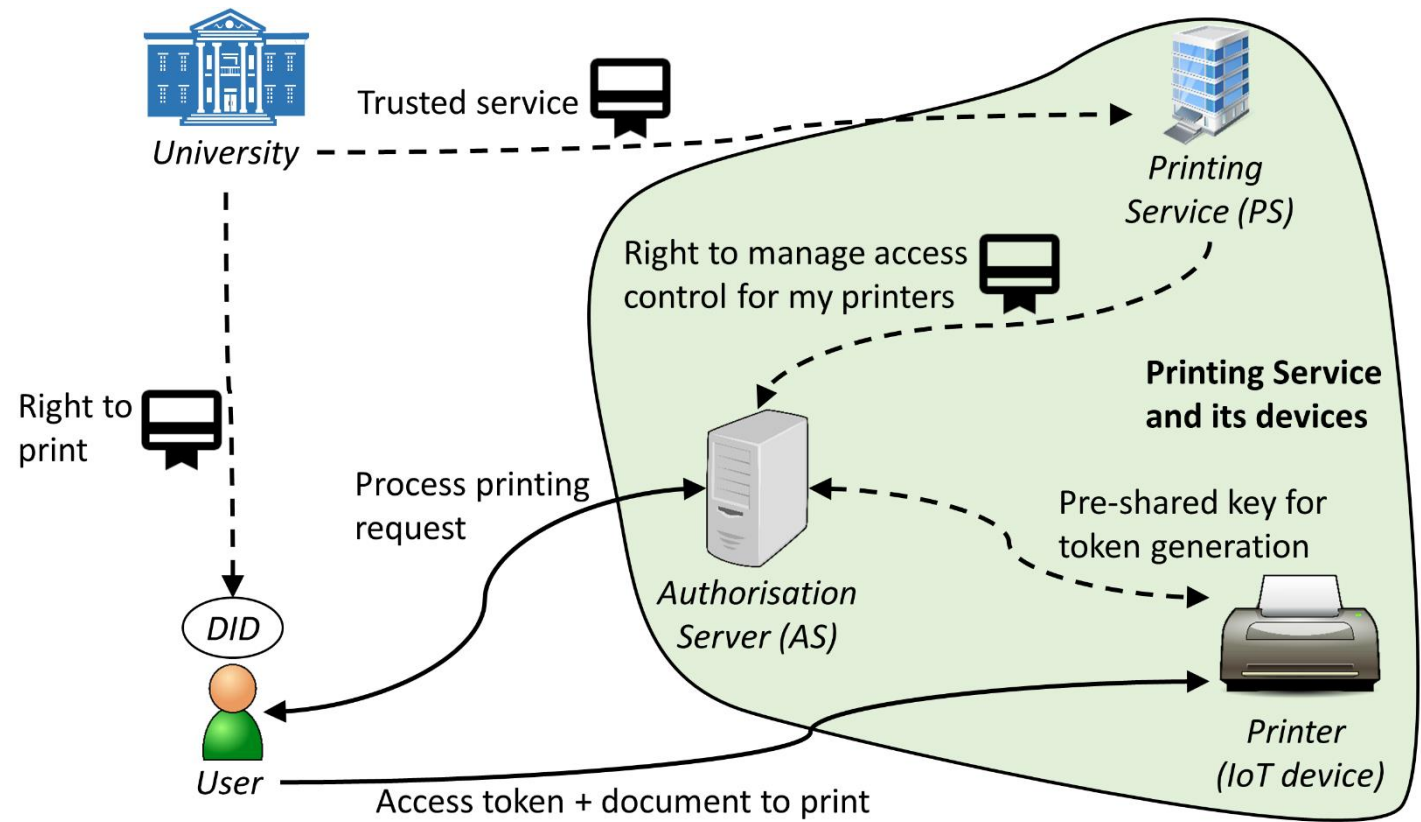 Trusted service
University
Printing
Service (PS)
Right to manage access
control for my printers
Printing Service
and its devices
Right to
print
Process printing
request
Pre-shared key for
token generation
Authorisation
Server (AS)
DID
User
Printer
(IoT device)
Access token + document to print